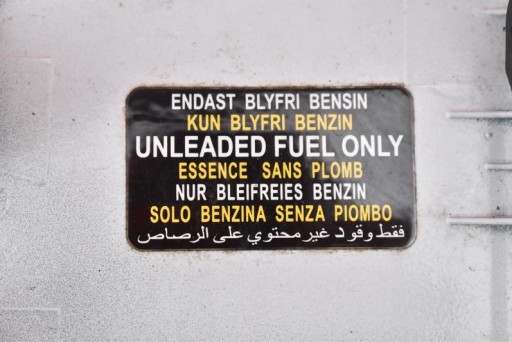 ENDAST BLYFRI BENSIN
KUN BLYFRI BENZIN
UNLEADED FUEL ONLY
ESSENCE SANS PLOMB
NUR BLEIFREIES BENZIN
SOLO BENZINA SENZA PIOMBO
فقط وقود غير محتوي على الرصاص